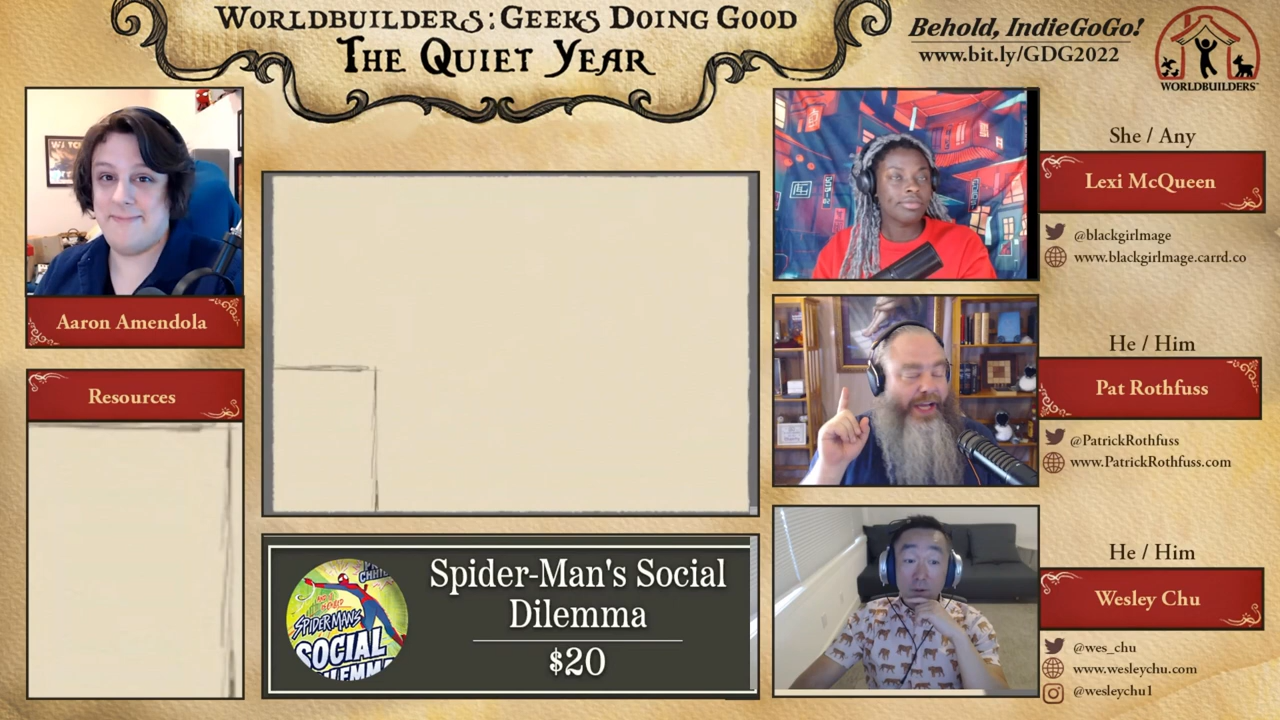 WORLDBUILDERS: GEEKS DOING GOOD
THE QUIET YEAR
Behold, IndieGoGo!
www.bit.ly/GDG2022
WORLDBUILDERS
Aaron Amendola
Resources
She / Any
Lexi McQueen
@blackgirlmage
www.blackgirlmage.carrd.co
He / Him
Pat Rothfuss
@PatrickRothfuss
www.PatrickRothfuss.com
He / Him
Wesley Chu
@wes_chu
www.wesleychu.com
@wesleychu1
SPIDER-MAN'S
SOCIAL
Spider-Man's Social
Dilemma
$20